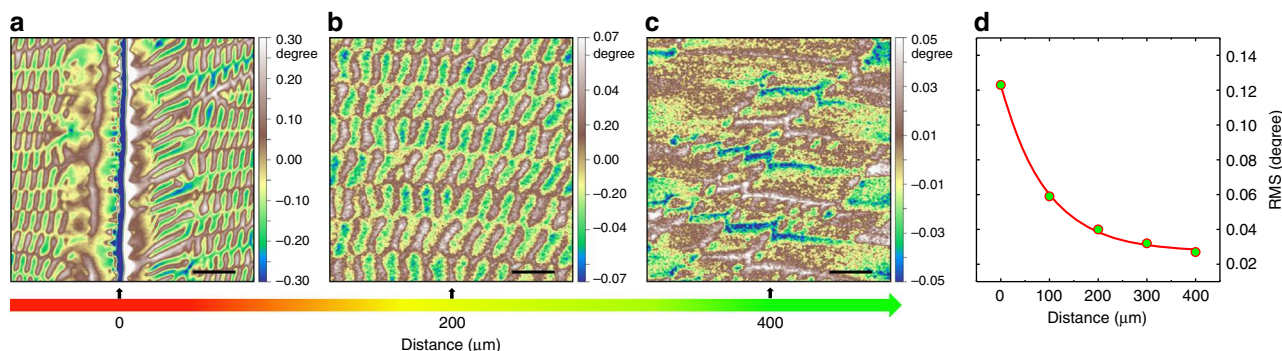 a
0.30
degree
0.20
0.10
0.00
−0.10
−0.20
−0.30
b
0.07
degree
0.04
0.02
0.00
−0.02
−0.04
−0.07
c
0.05
degree
0.03
0.01
−0.01
−0.03
−0.05
0
200
400
Distance (μm)
d
0.14
0.12
0.10
0.08
0.06
0.04
0.02
RMS (degree)
0 100 200 300 400
Distance (μm)